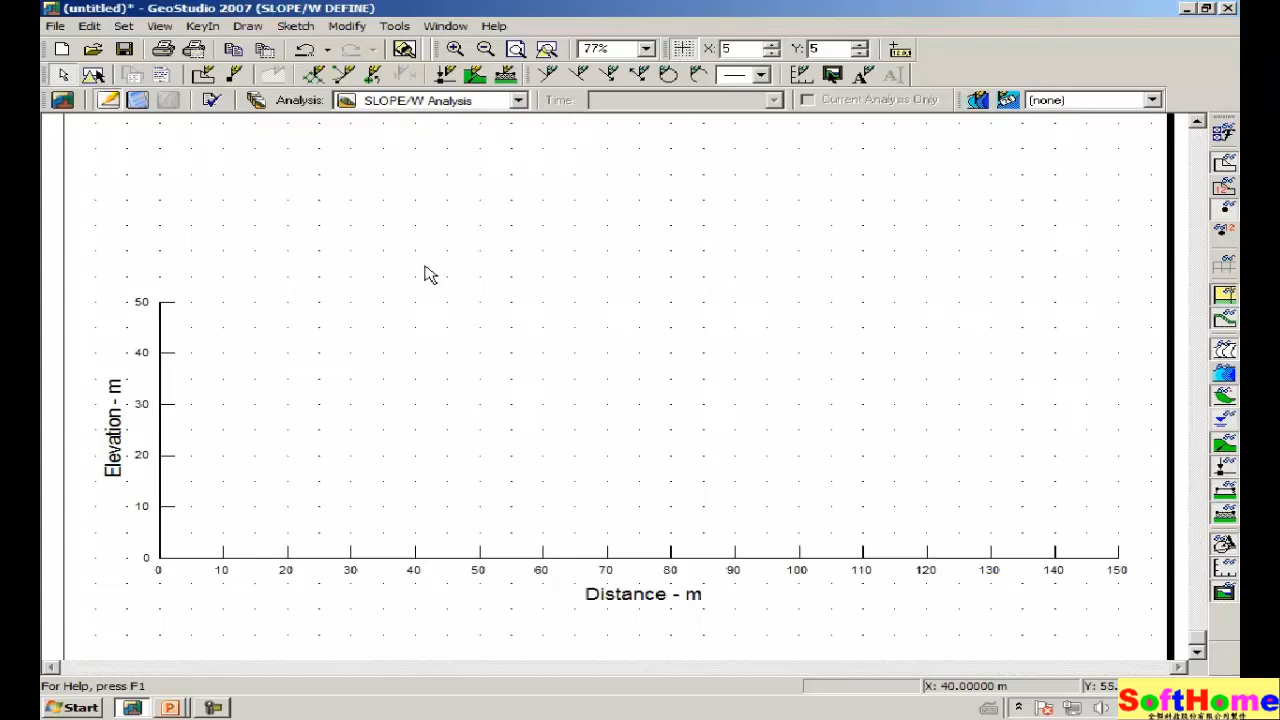 (untitled)* - GeoStudio 2007 (SLOPE/W DEFINE)
File Edit Set View KeyIn Draw Sketch Modify Tools Window Help
77% X: 5 Y: 5
Analysis: SLOPE/W Analysis Time: Current Analysis Only (none)
50
40
30
20
10
0
Elevation - m
0 10 20 30 40 50 60 70 80 90 100 110 120 130 140 150
Distance - m
For Help, press F1 X: 40.00000 m Y: 55.
Start
SoftHome